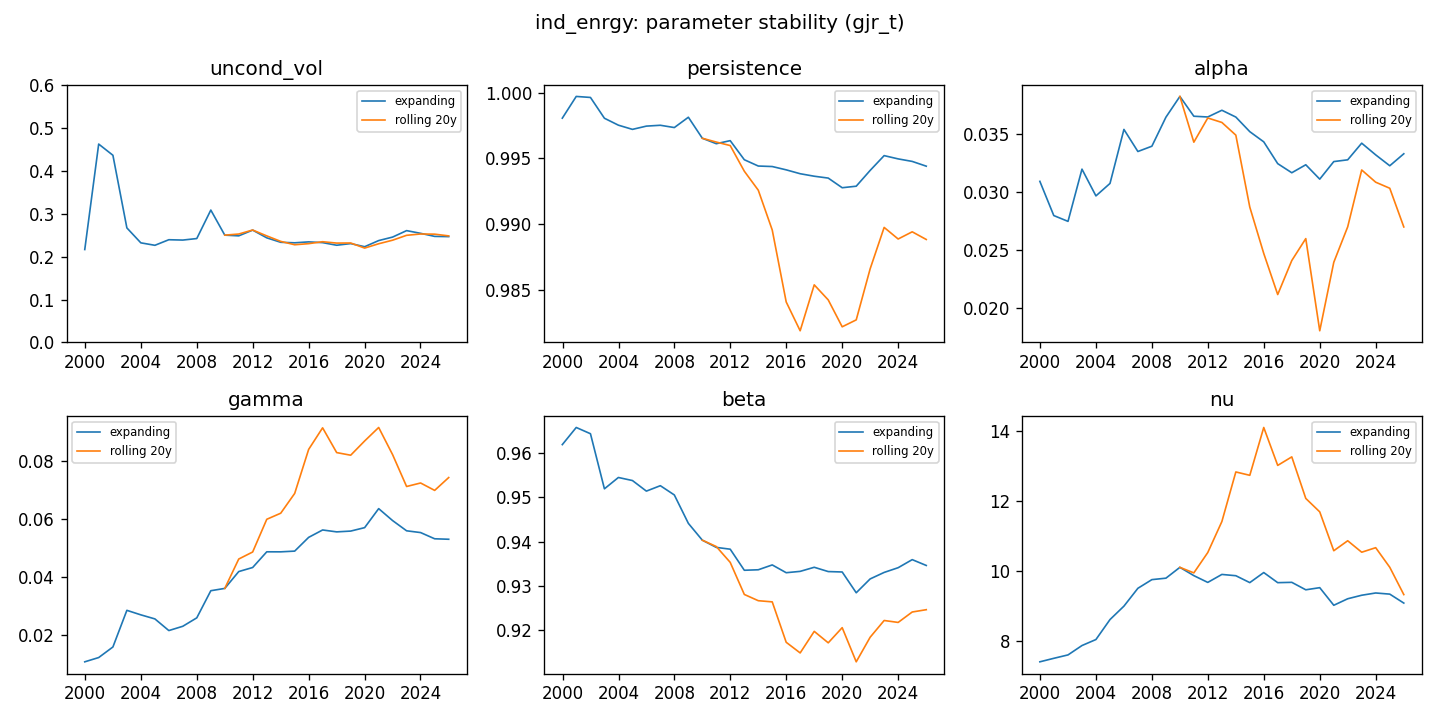 ind_enrgy: parameter stability (gjr_t)
uncond_vol
0.6
0.5
0.4
0.3
0.2
0.1
0.0
2000 2004 2008 2012 2016 2020 2024
expanding
rolling 20y
persistence
1.000
0.995
0.990
0.985
2000 2004 2008 2012 2016 2020 2024
expanding
rolling 20y
alpha
0.035
0.030
0.025
0.020
2000 2004 2008 2012 2016 2020 2024
expanding
rolling 20y
gamma
0.08
0.06
0.04
0.02
2000 2004 2008 2012 2016 2020 2024
expanding
rolling 20y
beta
0.96
0.95
0.94
0.93
0.92
2000 2004 2008 2012 2016 2020 2024
expanding
rolling 20y
nu
14
12
10
8
2000 2004 2008 2012 2016 2020 2024
expanding
rolling 20y